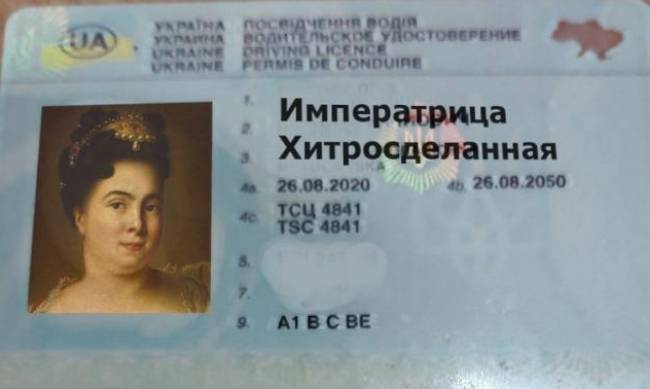 УКРАЇНА ПОСВІДЧЕННЯ ВОДІЯ
УКРАИНА ВОДИТЕЛЬСКОЕ УДОСТОВЕРЕНИЕ
UA UKRAINE DRIVING LICENCE
UKRAINE PERMIS DE CONDUIRE
1. Императрица
2.
3. Хитросделанная
4a. 26.08.2020 4b. 26.08.2050
4c. ТСЦ 4841
TSC 4841
5.
7.
9. A1 B C BE